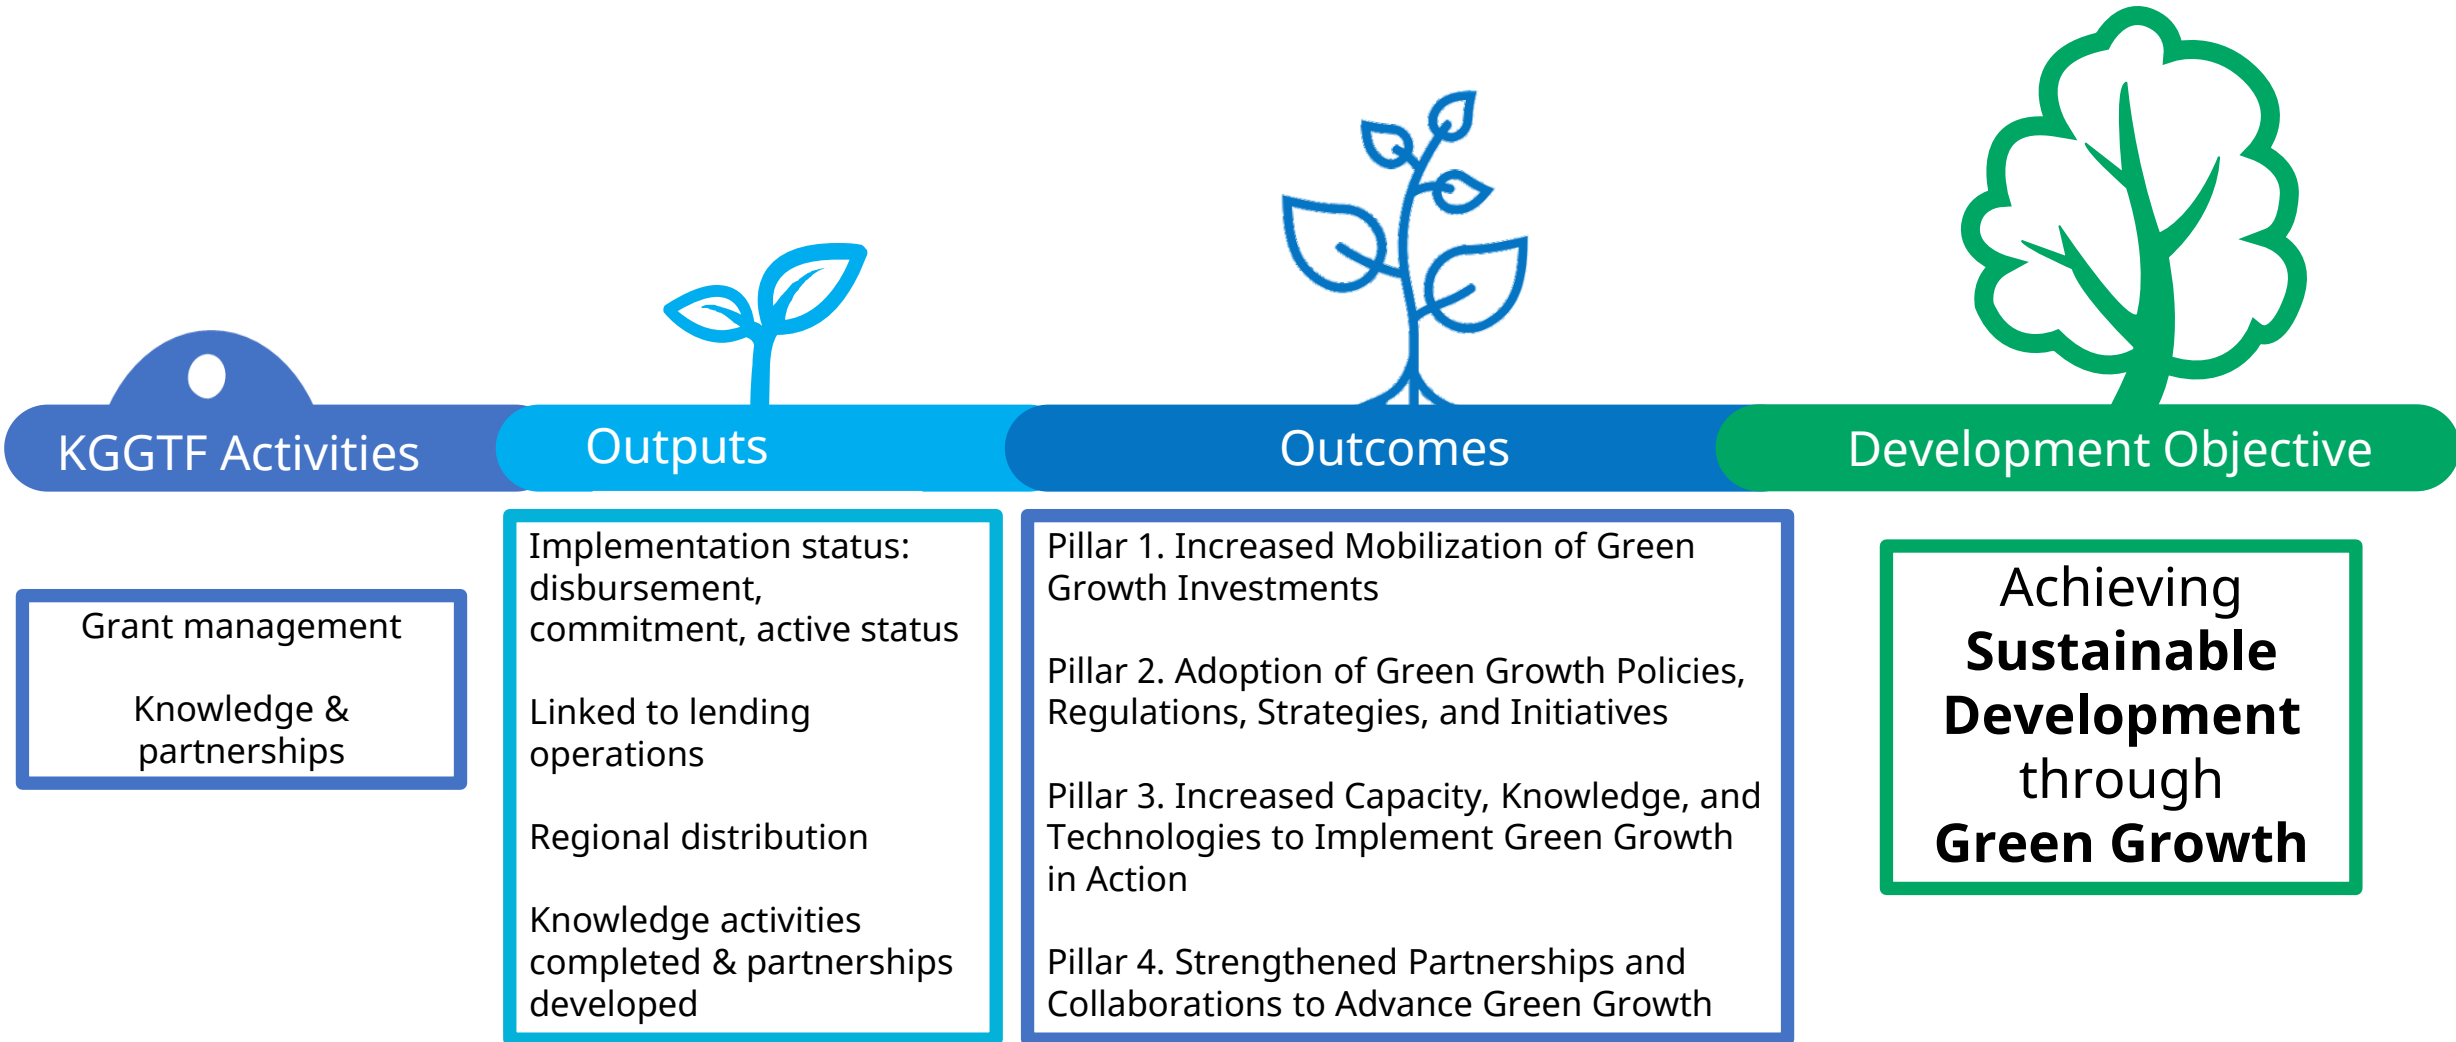 KGGTF Activities
Outputs
Outcomes
Development Objective
Grant management
Knowledge &
partnerships
Implementation status:
disbursement,
commitment, active status
Linked to lending
operations
Regional distribution
Knowledge activities
completed & partnerships
developed
Pillar 1. Increased Mobilization of Green
Growth Investments
Pillar 2. Adoption of Green Growth Policies,
Regulations, Strategies, and Initiatives
Pillar 3. Increased Capacity, Knowledge, and
Technologies to Implement Green Growth
in Action
Pillar 4. Strengthened Partnerships and
Collaborations to Advance Green Growth
Achieving
Sustainable
Development
through
Green Growth